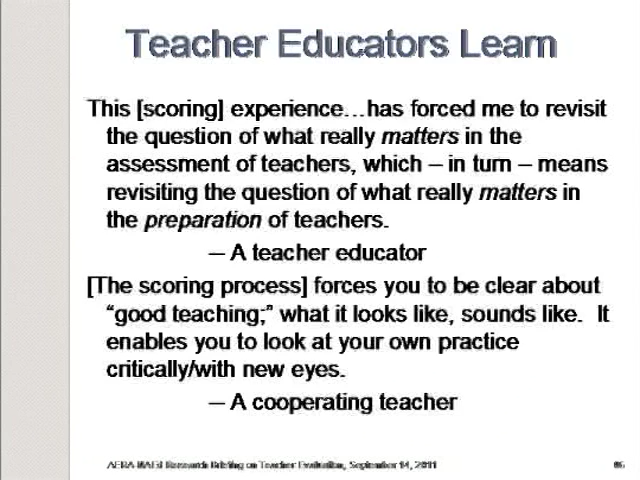 Teacher Educators Learn
This [scoring] experience…has forced me to revisit
the question of what really matters in the
assessment of teachers, which – in turn – means
revisiting the question of what really matters in
the preparation of teachers.
– A teacher educator
[The scoring process] forces you to be clear about
“good teaching;” what it looks like, sounds like.  It
enables you to look at your own practice
critically/with new eyes.
– A cooperating teacher
Research Briefing on Teacher Evaluation, September 14, 2011